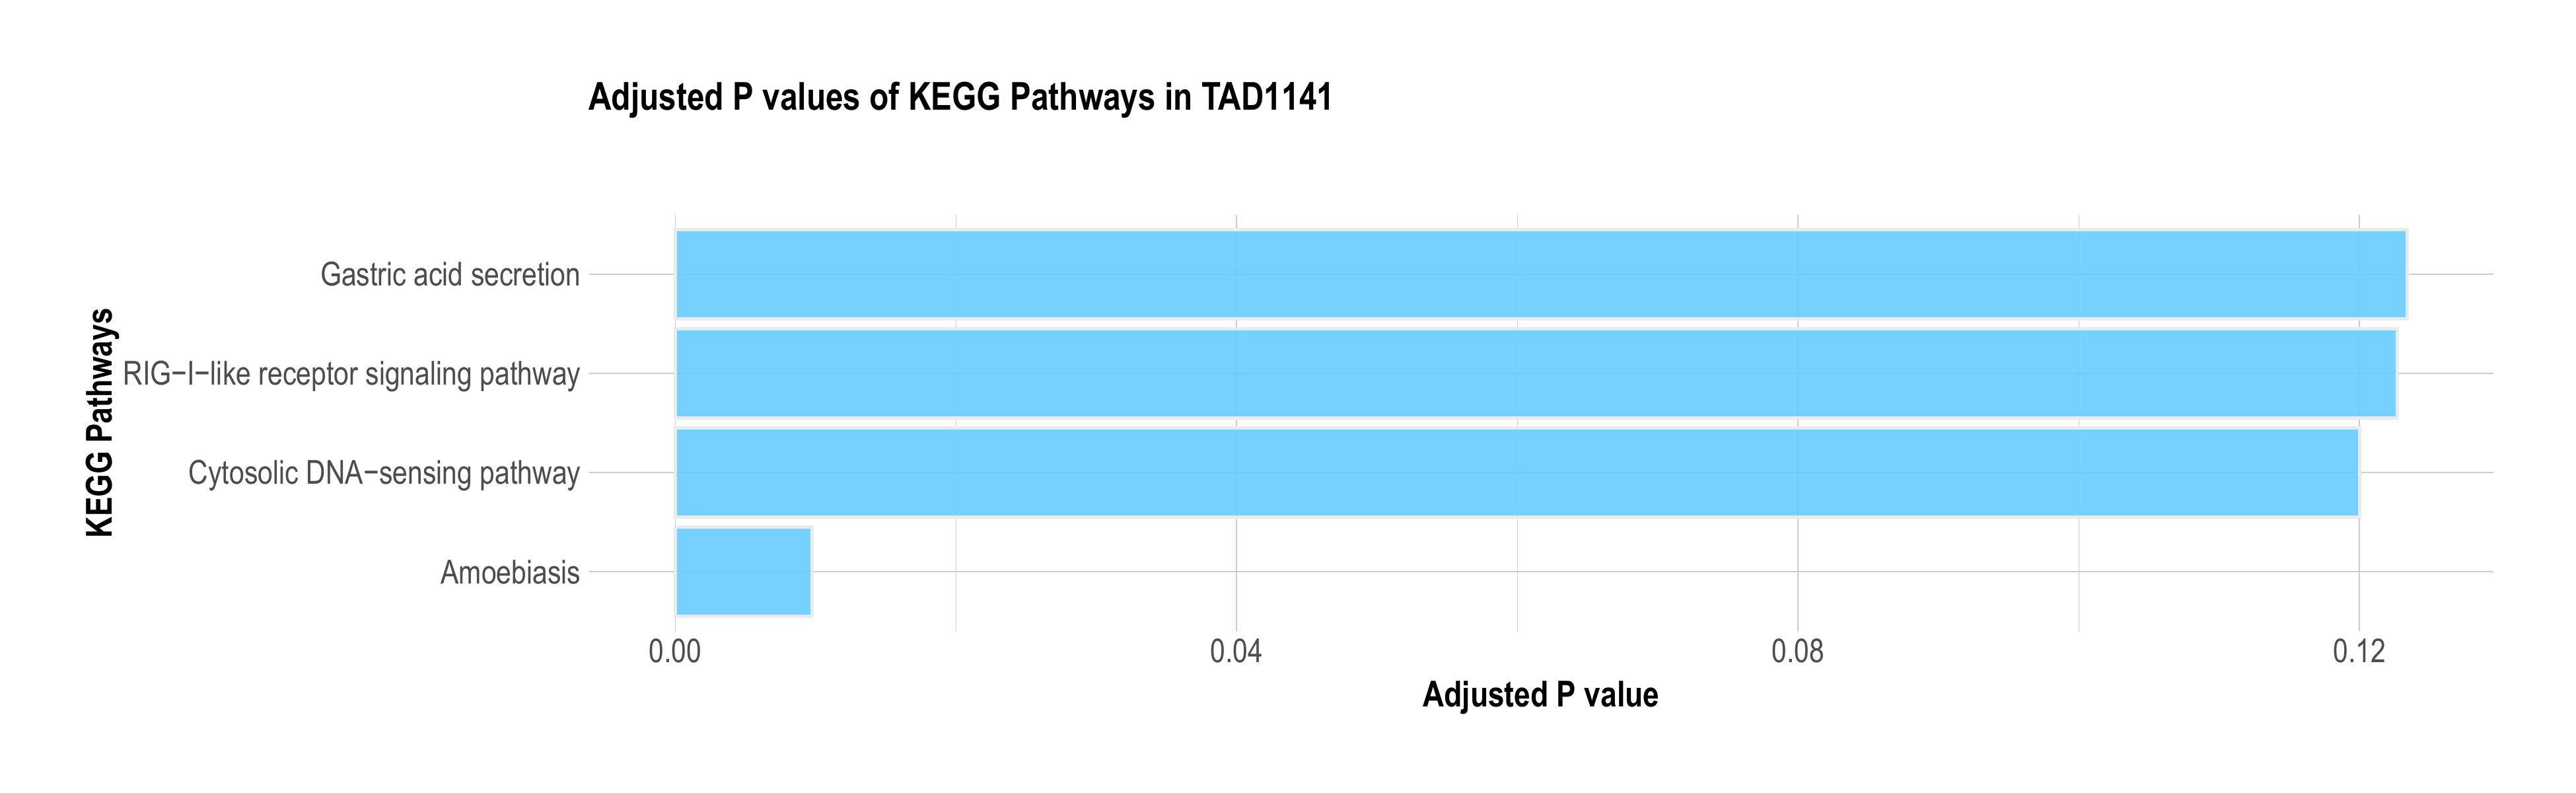 Adjusted P values of KEGG Pathways in TAD1141
KEGG Pathways
Gastric acid secretion
RIG−I−like receptor signaling pathway
Cytosolic DNA−sensing pathway
Amoebiasis
0.00 0.04 0.08 0.12
Adjusted P value